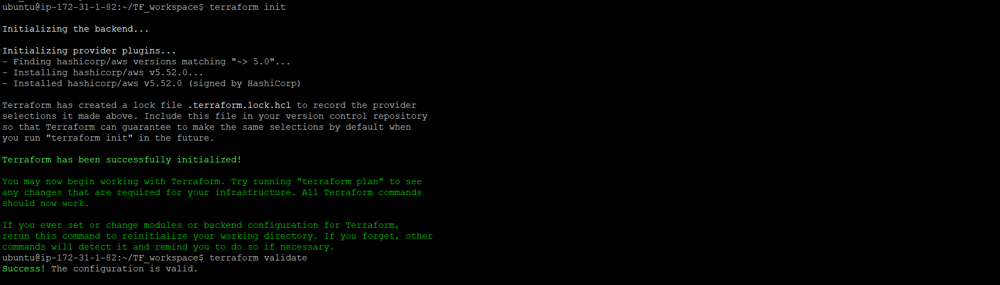 ubuntu@ip-172-31-1-82:~/TF_workspace$ terraform init
Initializing the backend...
Initializing provider plugins...
- Finding hashicorp/aws versions matching "~> 5.0"...
- Installing hashicorp/aws v5.52.0...
- Installed hashicorp/aws v5.52.0 (signed by HashiCorp)
Terraform has created a lock file .terraform.lock.hcl to record the provider
selections it made above. Include this file in your version control repository
so that Terraform can guarantee to make the same selections by default when
you run "terraform init" in the future.
Terraform has been successfully initialized!
You may now begin working with Terraform. Try running "terraform plan" to see
any changes that are required for your infrastructure. All Terraform commands
should now work.
If you ever set or change modules or backend configuration for Terraform,
rerun this command to reinitialize your working directory. If you forget, other
commands will detect it and remind you to do so if necessary.
ubuntu@ip-172-31-1-82:~/TF_workspace$ terraform validate
Success! The configuration is valid.